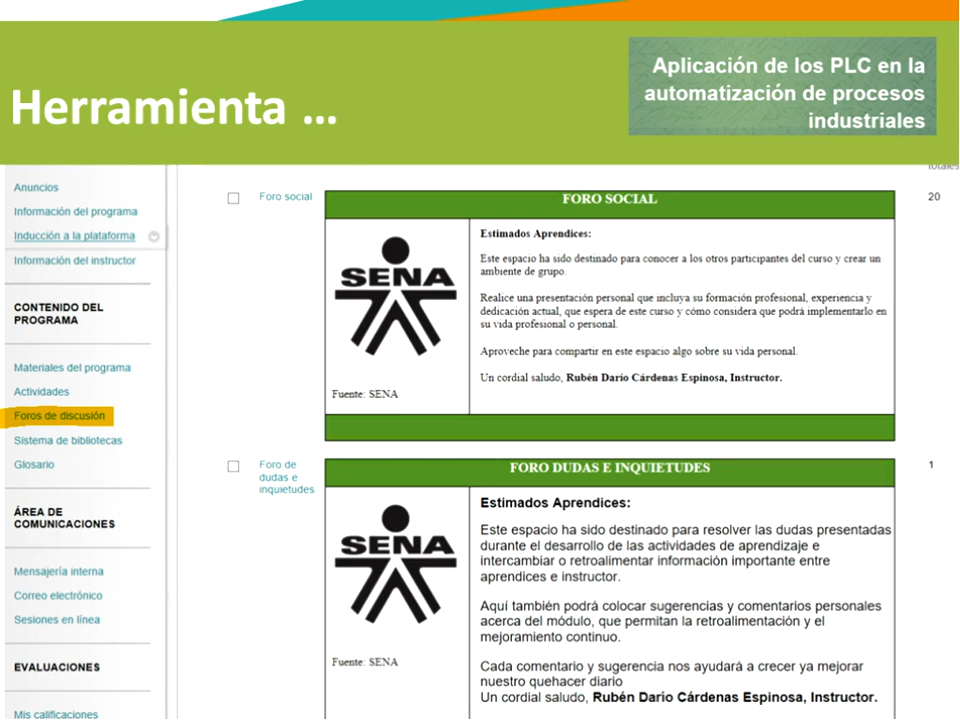 Herramienta ...
Aplicación de los PLC en la
automatización de procesos
industriales
totales
Anuncios
Información del programa
Inducción a la plataforma
Información del instructor
CONTENIDO DEL
PROGRAMA
Materiales del programa
Actividades
Foros de discusión
Sistema de bibliotecas
Glosario
ÁREA DE
COMUNICACIONES
Mensajería interna
Correo electrónico
Sesiones en línea
EVALUACIONES
Mis calificaciones
Foro social
FORO SOCIAL
20
SENA
Fuente: SENA
Estimados Aprendices:
Este espacio ha sido destinado para conocer a los otros participantes del curso y crear un
ambiente de grupo.
Realice una presentación personal que incluya su formación profesional, experiencia y
dedicación actual, que espera de este curso y cómo considera que podrá implementarlo en
su vida profesional o personal.
Aproveche para compartir en este espacio algo sobre su vida personal.
Un cordial saludo, Rubén Darío Cárdenas Espinosa, Instructor.
Foro de
dudas e
inquietudes
FORO DUDAS E INQUIETUDES
1
SENA
Fuente: SENA
Estimados Aprendices:
Este espacio ha sido destinado para resolver las dudas presentadas
durante el desarrollo de las actividades de aprendizaje e
intercambiar o retroalimentar información importante entre
aprendices e instructor.
Aquí también podrá colocar sugerencias y comentarios personales
acerca del módulo, que permitan la retroalimentación y el
mejoramiento continuo.
Cada comentario y sugerencia nos ayudará a crecer ya mejorar
nuestro quehacer diario
Un cordial saludo, Rubén Darío Cárdenas Espinosa, Instructor.